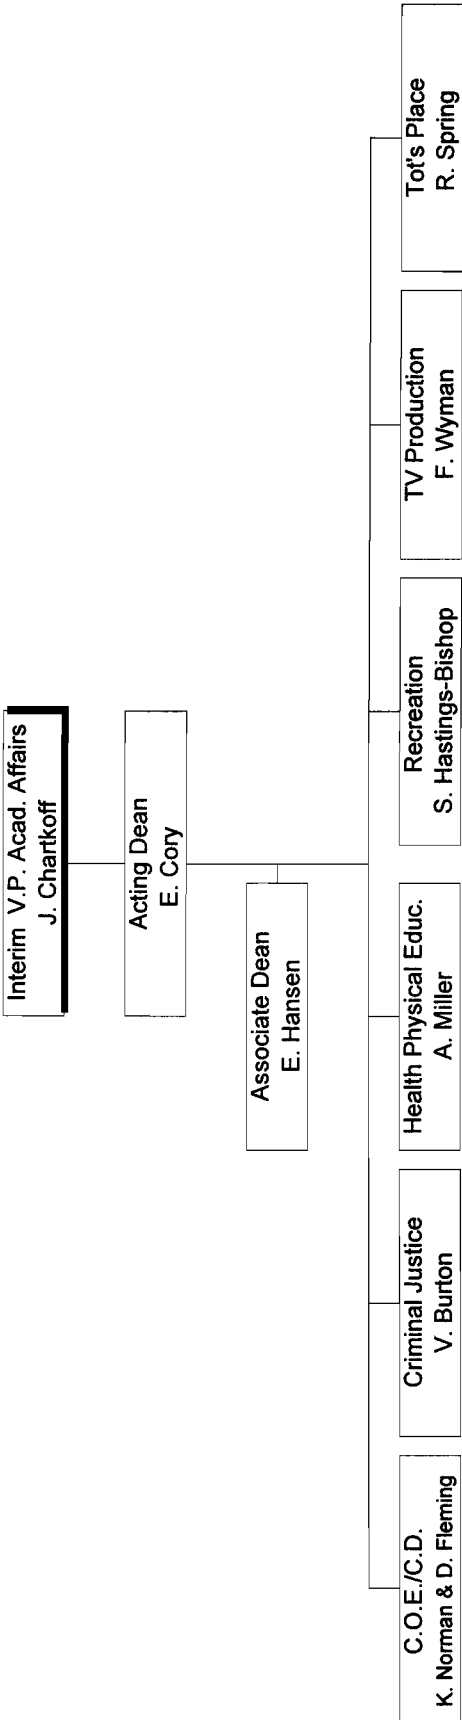 Interim V.P. Acad. Affairs
J. Chartkoff
Acting Dean
E. Cory
Associate Dean
E. Hansen
C.O.E./C.D.
K. Norman & D. Fleming
Criminal Justice
V. Burton
Health Physical Educ.
A. Miller
Recreation
S. Hastings-Bishop
TV Production
F. Wyman
Tot's Place
R. Spring